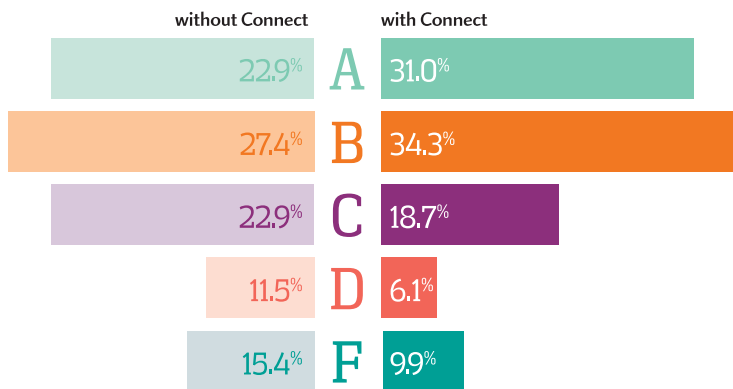 without Connect with Connect
22.9% A 31.0%
27.4% B 34.3%
22.9% C 18.7%
11.5% D 6.1%
15.4% F 9.9%